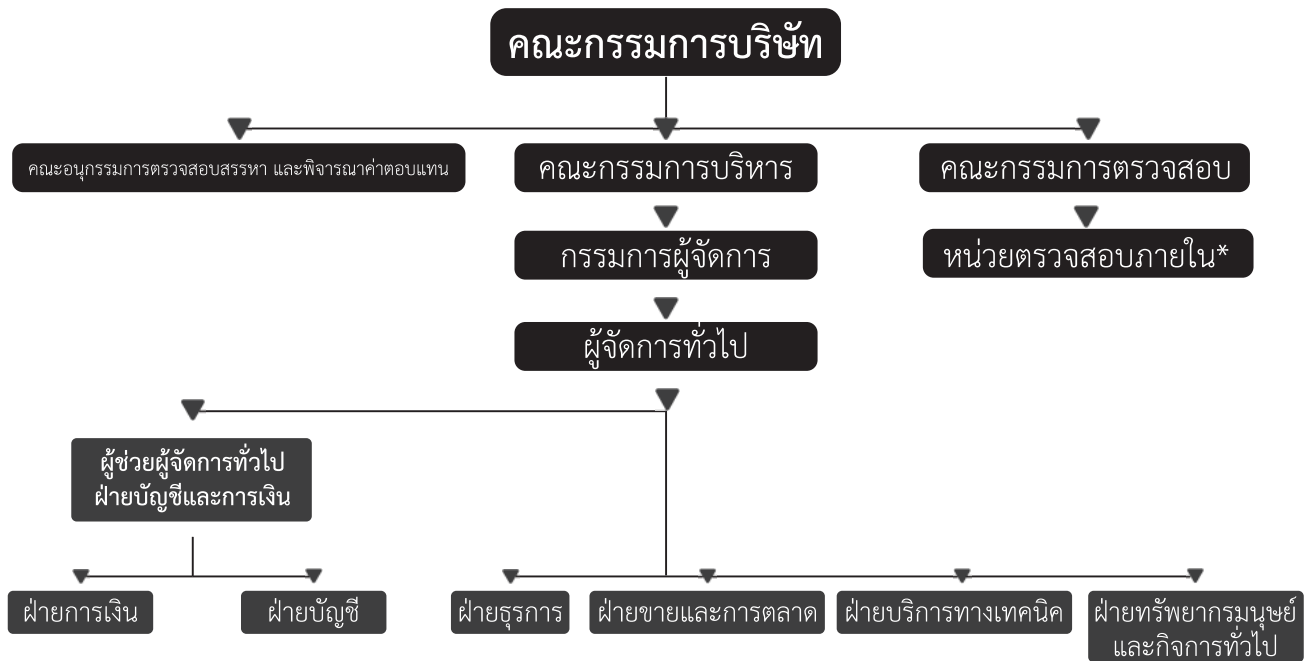 คณะกรรมการบริษัท
คณะอนุกรรมการตรวจสอบสรรหา และพิจารณาค่าตอบแทน
คณะกรรมการบริหาร
คณะกรรมการตรวจสอบ
กรรมการผู้จัดการ
หน่วยตรวจสอบภายใน*
ผู้จัดการทั่วไป
ผู้ช่วยผู้จัดการทั่วไป
ฝ่ายบัญชีและการเงิน
ฝ่ายการเงิน
ฝ่ายบัญชี
ฝ่ายธุรการ
ฝ่ายขายและการตลาด
ฝ่ายบริการทางเทคนิค
ฝ่ายทรัพยากรมนุษย์
และกิจการทั่วไป